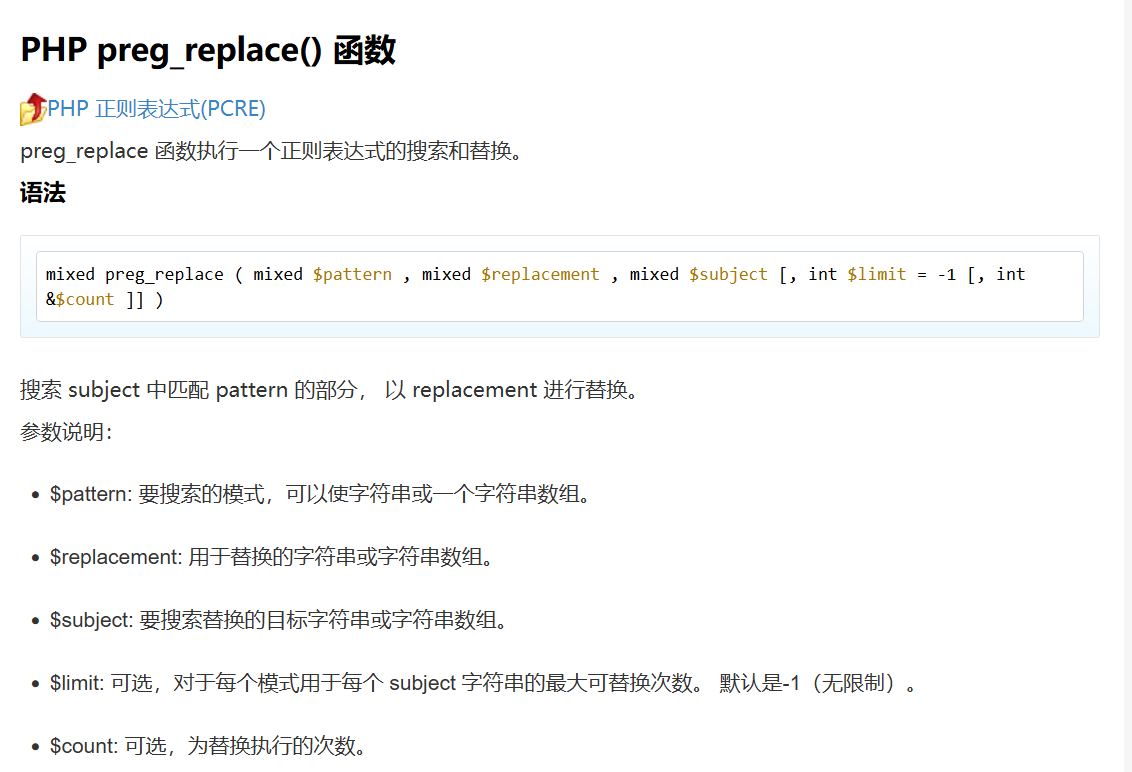 PHP preg_replace() 函数
PHP 正则表达式(PCRE)
preg_replace 函数执行一个正则表达式的搜索和替换。
语法
mixed preg_replace ( mixed $pattern , mixed $replacement , mixed $subject [, int $limit = -1 [, int
&$count ]] )
搜索 subject 中匹配 pattern 的部分， 以 replacement 进行替换。
参数说明：
• $pattern: 要搜索的模式，可以使字符串或一个字符串数组。
• $replacement: 用于替换的字符串或字符串数组。
• $subject: 要搜索替换的目标字符串或字符串数组。
• $limit: 可选，对于每个模式用于每个 subject 字符串的最大可替换次数。 默认是-1（无限制）。
• $count: 可选，为替换执行的次数。